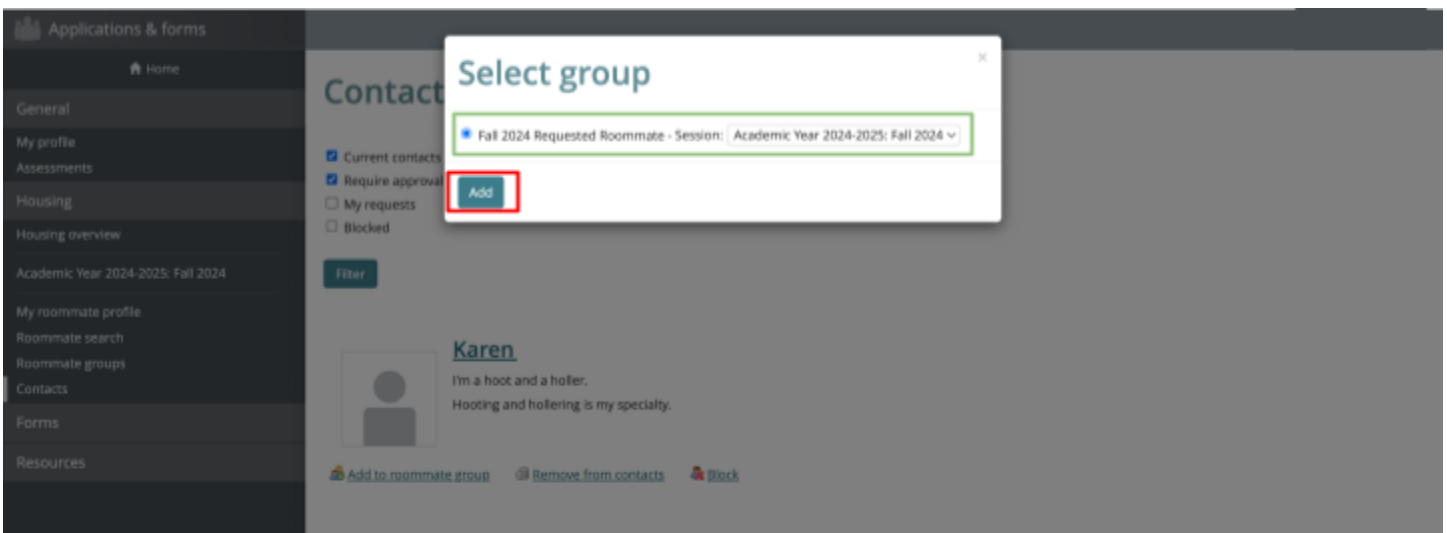 Applications & forms
Home
General
My profile
Assessments
Housing
Housing overview
Academic Year 2024-2025: Fall 2024
My roommate profile
Roommate search
Roommate groups
Contacts
Forms
Resources
Contact
Current contacts
Require approval
My requests
Blocked
Filter
Select group
×
Fall 2024 Requested Roommate - Session: Academic Year 2024-2025: Fall 2024
Add
Karen
I'm a hoot and a holler.
Hooting and hollering is my specialty.
Add to roommate group Remove from contacts Block